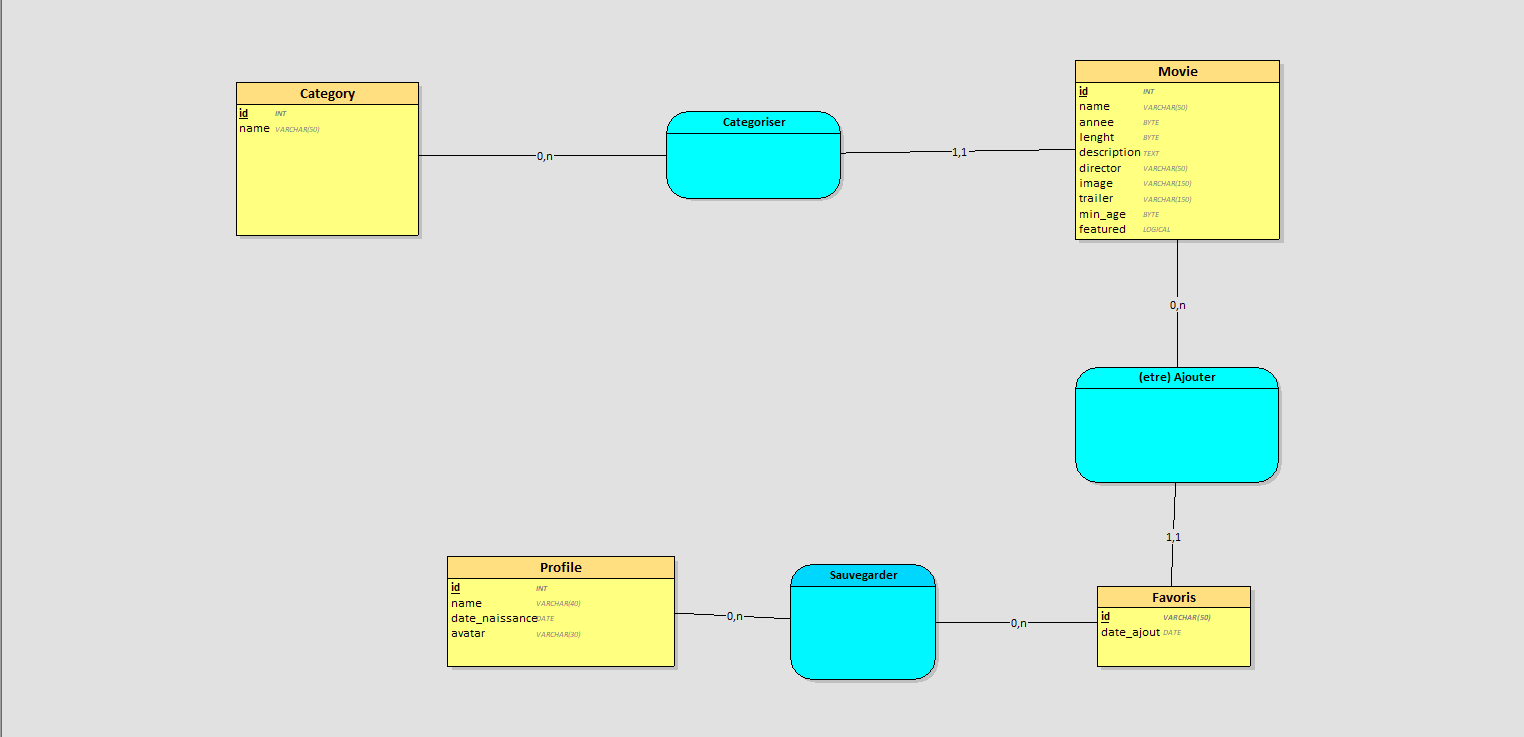 Category
id INT
name VARCHAR(50)
0,n
Categoriser
1,1
Movie
id INT
name VARCHAR(50)
annee BYTE
lenght BYTE
description TEXT
director VARCHAR(50)
image VARCHAR(150)
trailer VARCHAR(150)
min_age BYTE
featured LOGICAL
0,n
(etre) Ajouter
1,1
Profile
id INT
name VARCHAR(40)
date_naissance DATE
avatar VARCHAR(30)
0,n
Sauvegarder
0,n
Favoris
id VARCHAR(50)
date_ajout DATE